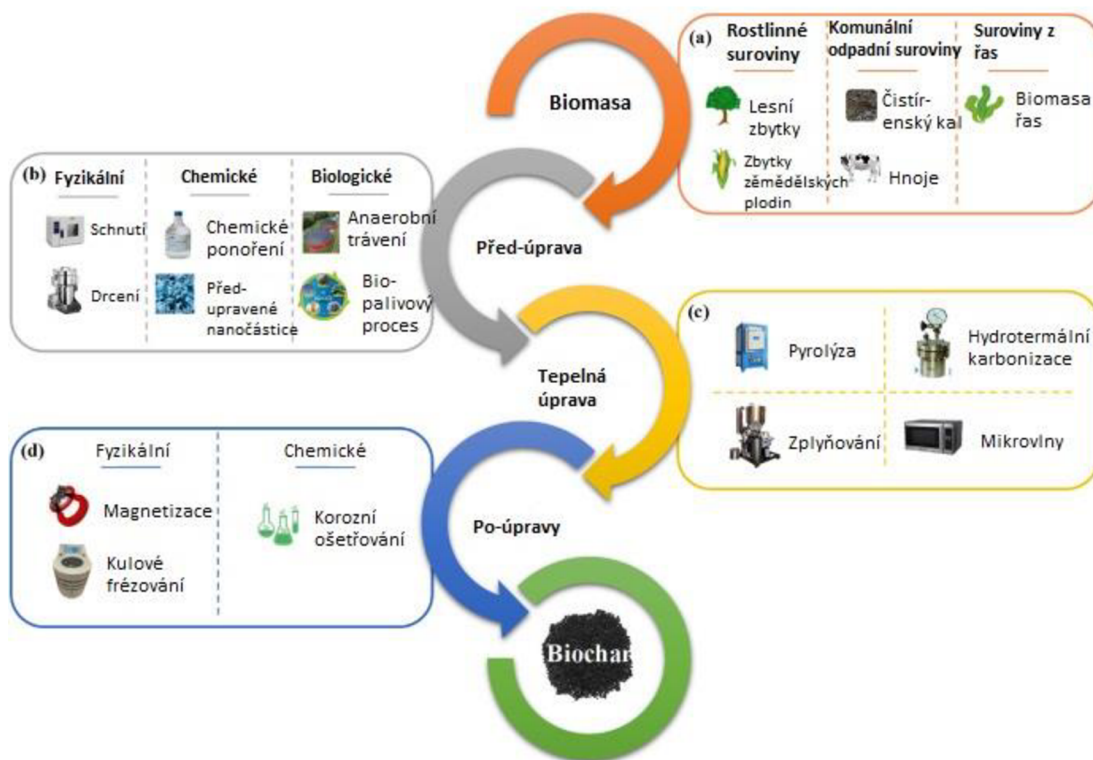 Biomasa
(a)
Rostlinné
suroviny
Komunální
odpadní suroviny
Suroviny z
řas
Lesní
zbytky
Čistír-
enský kal
Biomasa
řas
Zbytky
zěmědělských
plodin
Hnoje
(b)
Fyzikální
Chemické
Biologické
Schnutí
Chemické
ponoření
Anaerobní
trávení
Drcení
Před-
upravené
nanočástice
Bio-
palivový
proces
Před-úprava
(c)
Pyrolýza
Hydrotermální
karbonizace
Zplyňování
Mikrovlny
Tepelná
úprava
(d)
Fyzikální
Chemické
Magnetizace
Korozní
ošetřování
Kulové
frézování
Po-úpravy
Biochar